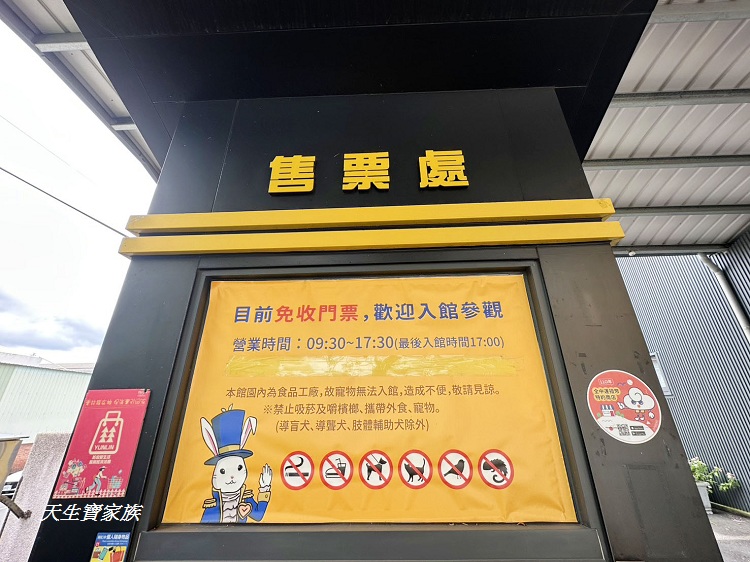 售票處
目前免收門票，歡迎入館參觀
營業時間：09:30~17:30(最後入館時間17:00)
本館園內為食品工廠，故寵物無法入館，造成不便，敬請見諒。
※禁止吸菸及嚼檳榔、攜帶外食、寵物。
(導盲犬、導聾犬、肢體輔助犬除外)
YUNLIN
天生寶家族